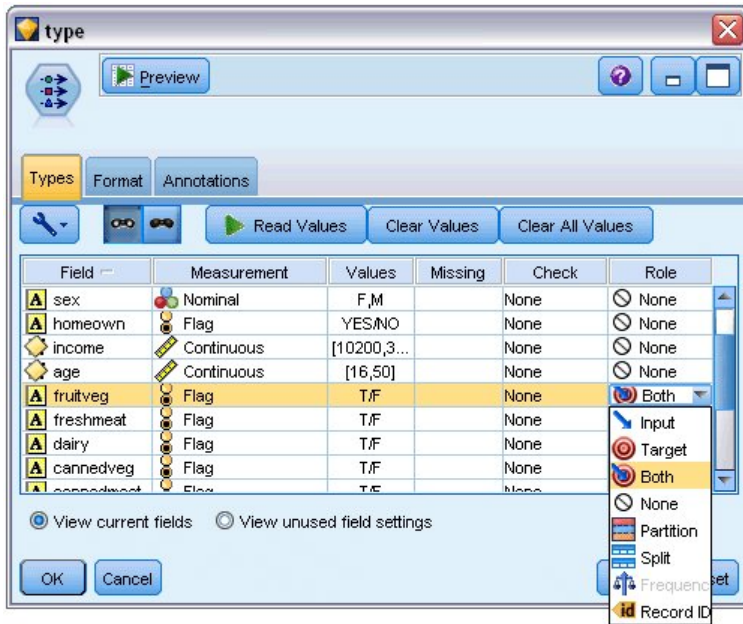 type
Preview
Types Format Annotations
Read Values Clear Values Clear All Values
Field Measurement Values Missing Check Role
A sex Nominal F,M None None
A homeown Flag YES/NO None None
income Continuous [10200,3... None None
age Continuous [16,50] None None
A fruitveg Flag T/F None Both
A freshmeat Flag T/F None Input
A dairy Flag T/F None Target
A cannedveg Flag T/F None Both
None
Partition
Split
Frequenc
id Record ID
View current fields View unused field settings
OK Cancel